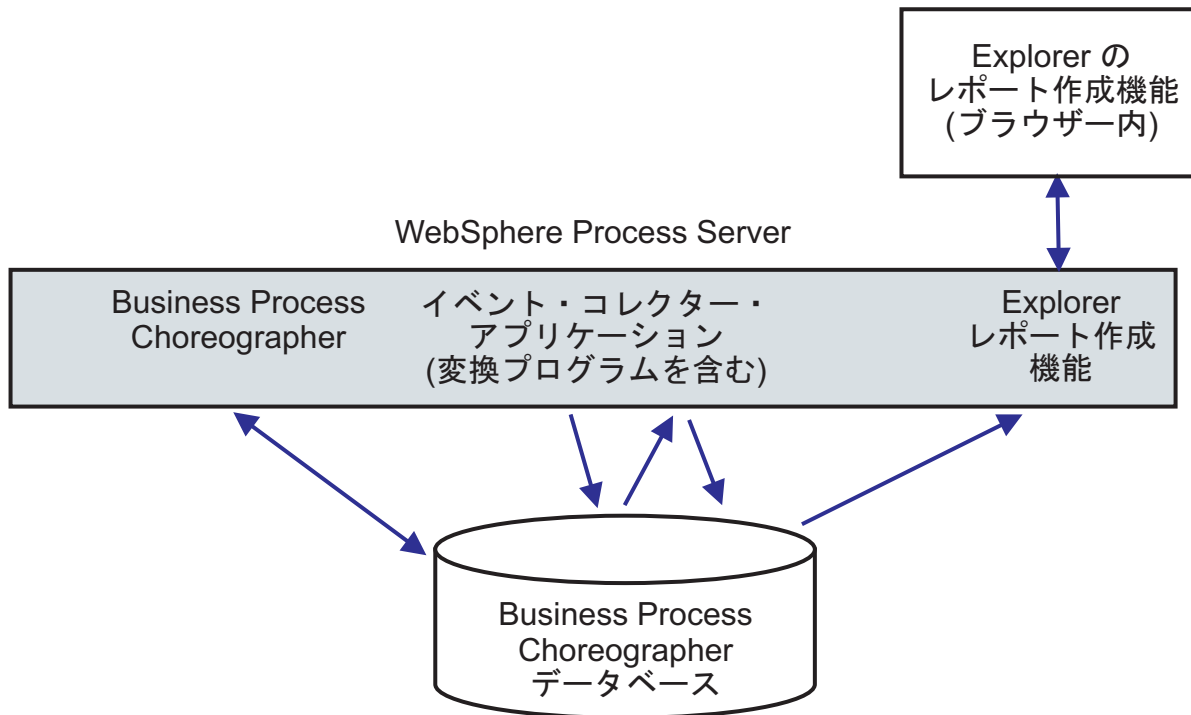 Explorer の
レポート作成機能
(ブラウザー内)
WebSphere Process Server
Business Process
Choreographer
イベント・コレクター・
アプリケーション
(変換プログラムを含む)
Explorer
レポート作成
機能
Business Process
Choreographer
データベース